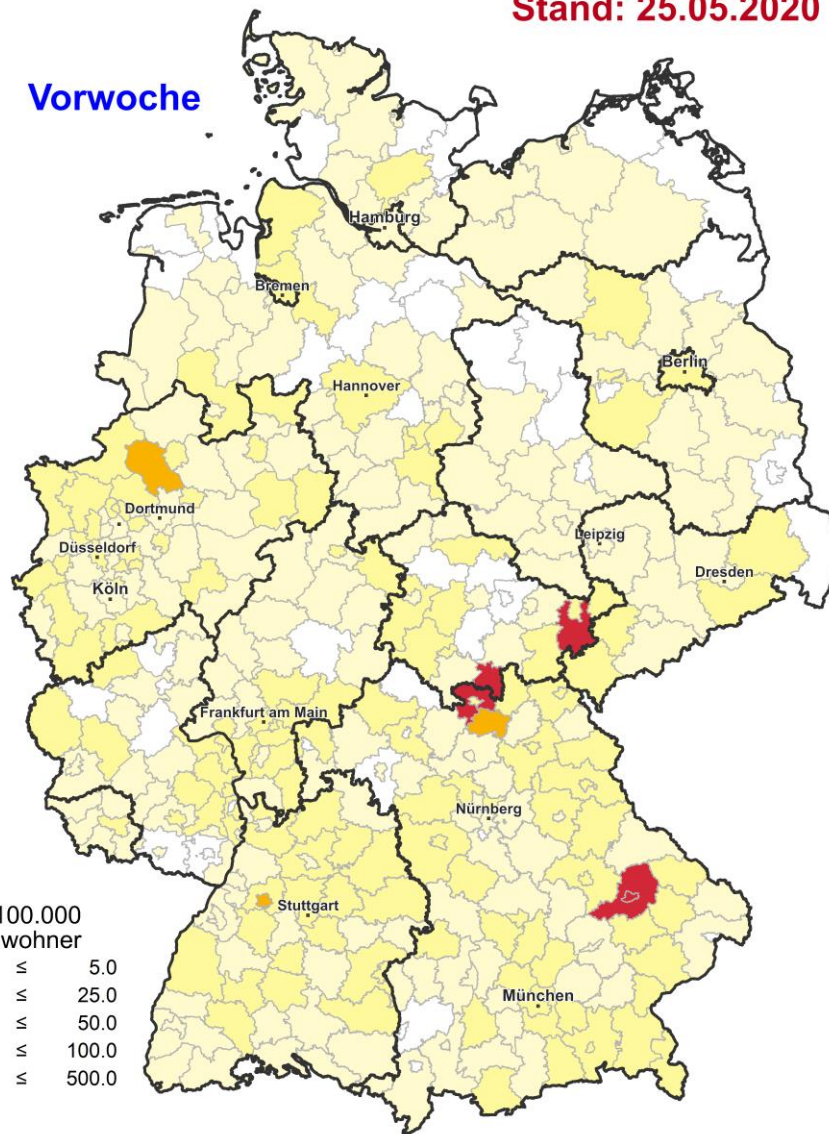 Stand: 25.05.2020
Vorwoche
Hamburg
Bremen
Berlin
Hannover
Dortmund
Düsseldorf
Leipzig
Köln
Dresden
Frankfurt am Main
Nürnberg
Stuttgart
München
100.000
wohner
≤ 5.0
≤ 25.0
≤ 50.0
≤ 100.0
≤ 500.0